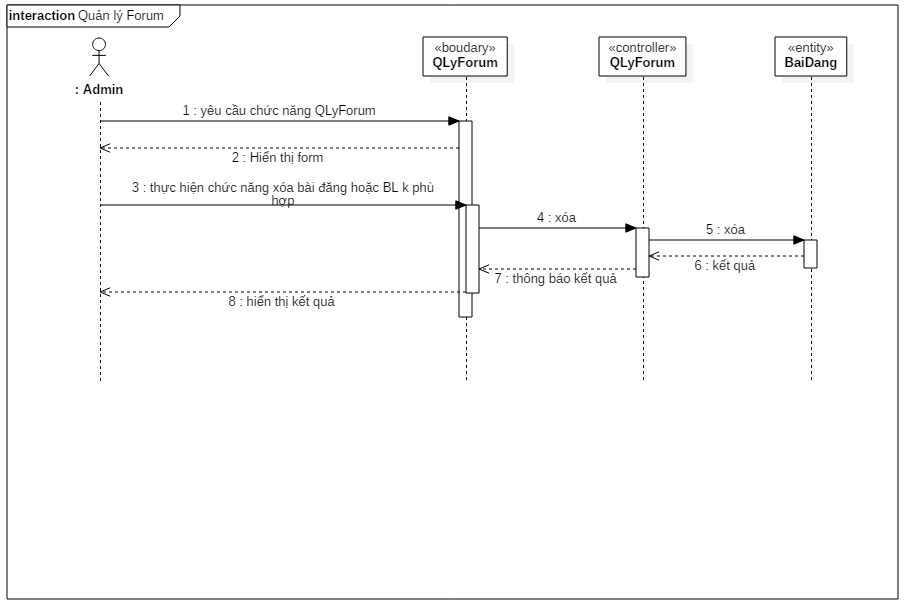 interaction Quản lý Forum
«boudary»
QLyForum
«controller»
QLyForum
«entity»
BaiDang
: Admin
1 : yêu cầu chức năng QLyForum
2 : Hiển thị form
3 : thực hiện chức năng xóa bài đăng hoặc BL k phù
hợp
4 : xóa
5 : xóa
6 : kết quả
7 : thông báo kết quả
8 : hiển thị kết quả